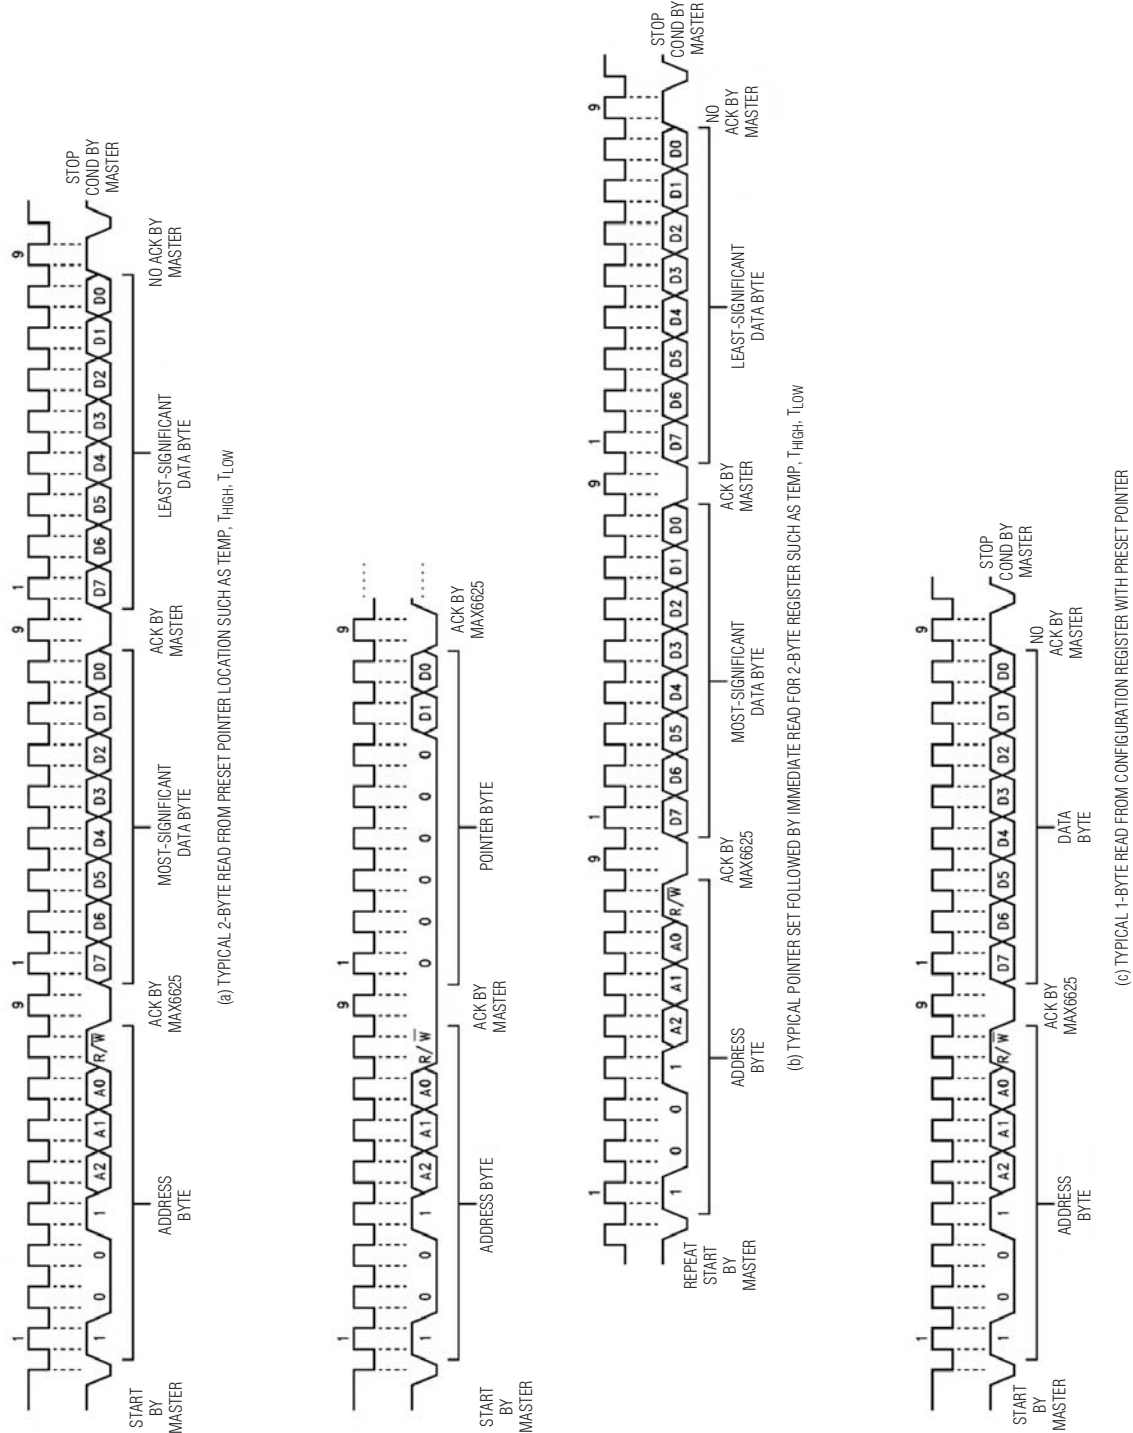 1 9 1 9 1 9
1 0 0 1 A2 A1 A0 R/W̅ D7 D6 D5 D4 D3 D2 D1 D0 D7 D6 D5 D4 D3 D2 D1 D0
START
BY
MASTER
ADDRESS
BYTE
ACK BY
MAX6625
MOST-SIGNIFICANT
DATA BYTE
ACK BY
MASTER
LEAST-SIGNIFICANT
DATA BYTE
NO ACK BY
MASTER
STOP
COND BY
MASTER
(a) TYPICAL 2-BYTE READ FROM PRESET POINTER LOCATION SUCH AS TEMP, THIGH, TLOW
1 9 1 9
1 0 0 1 A2 A1 A0 R/W̅ 0 0 0 0 0 0 D1 D0
START
BY
MASTER
ADDRESS BYTE
ACK BY
MASTER
POINTER BYTE
ACK BY
MAX6625
1 9 1 9 1 9
1 0 0 1 A2 A1 A0 R/W̅ D7 D6 D5 D4 D3 D2 D1 D0 D7 D6 D5 D4 D3 D2 D1 D0
REPEAT
START
BY
MASTER
ADDRESS
BYTE
ACK BY
MAX6625
MOST-SIGNIFICANT
DATA BYTE
ACK BY
MASTER
LEAST-SIGNIFICANT
DATA BYTE
NO
ACK BY
MASTER
STOP
COND BY
MASTER
(b) TYPICAL POINTER SET FOLLOWED BY IMMEDIATE READ FOR 2-BYTE REGISTER SUCH AS TEMP, THIGH, TLOW
1 9 1 9
1 0 0 1 A2 A1 A0 R/W̅ D7 D6 D5 D4 D3 D2 D1 D0
START
BY
MASTER
ADDRESS
BYTE
ACK BY
MAX6625
DATA
BYTE
NO
ACK BY
MASTER
STOP
COND BY
MASTER
(c) TYPICAL 1-BYTE READ FROM CONFIGURATION REGISTER WITH PRESET POINTER